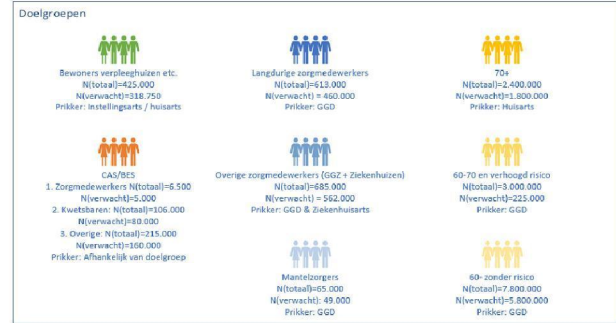 Doelgroepen
Bewoners verpleeghuizen etc.
N(totaal)=425.000
N(verwacht)=318.750
Prikker: Instellingsarts / huisarts
Langdurige zorgmedewerkers
N(totaal)=613.000
N(verwacht) = 460.000
Prikker: GGD
70+
N(totaal)=2.400.000
N(verwacht)=1.800.000
Prikker: Huisarts
CAS/BES
1. Zorgmedewerkers N(totaal)=6.500
N(verwacht)=5.000
2. Kwetsbaren: N(totaal)=106.000
N(verwacht)=80.000
3. Overige: N(totaal)=215.000
N(verwacht)=160.000
Prikker: Afhankelijk van doelgroep
Overige zorgmedewerkers (GGZ + Ziekenhuizen)
N(totaal)=685.000
N(verwacht) = 562.000
Prikker: GGD & Ziekenhuisarts
60-70 en verhoogd risico
N(totaal)=3.000.000
N(verwacht)=225.000
Prikker: GGD
Mantelzorgers
N(totaal)=65.000
N(verwacht): 49.000
Prikker: GGD
60- zonder risico
N(totaal)=7.800.000
N(verwacht)=5.800.000
Prikker: GGD